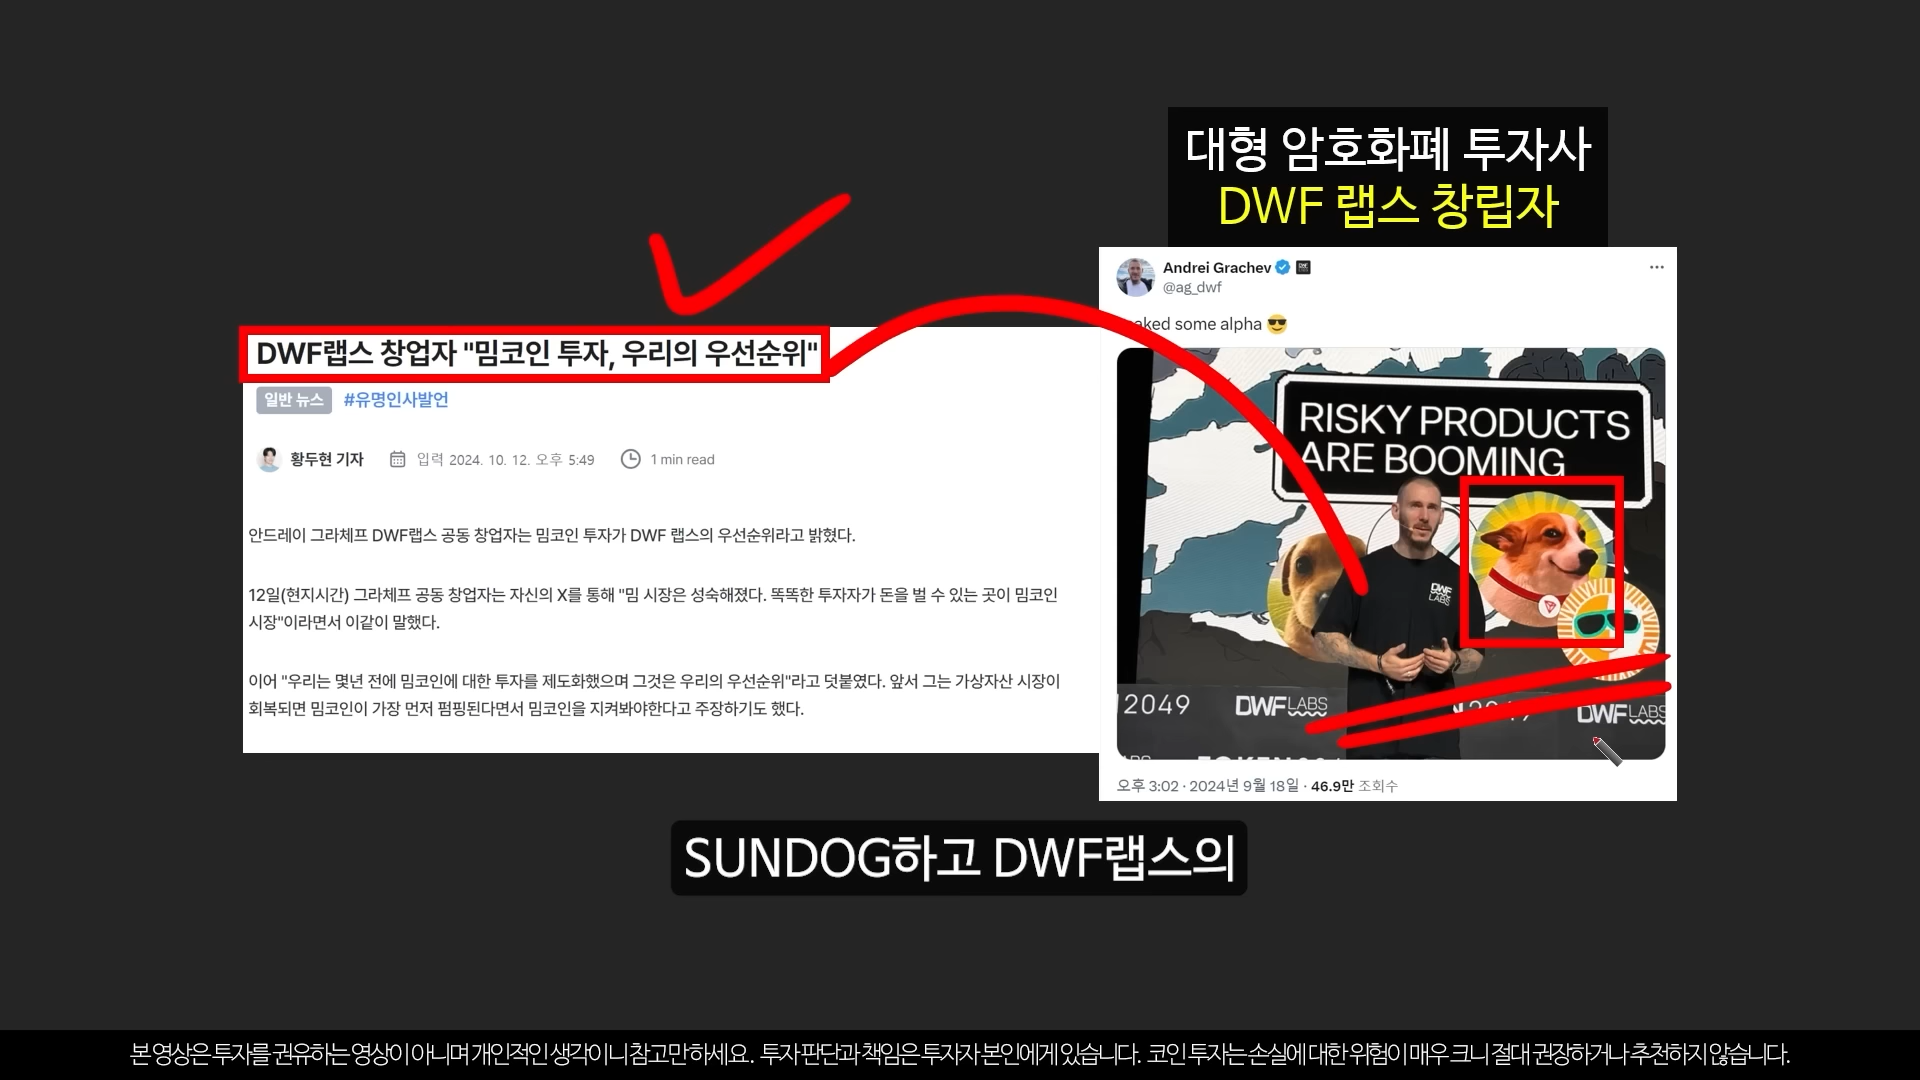 대형 암호화폐 투자사
DWF 랩스 창립자
DWF랩스 창업자 "밈코인 투자, 우리의 우선순위"
일반 뉴스 #유명인사발언
황두현 기자 입력 2024. 10. 12. 오후 5:49 1 min read
안드레이 그라체프 DWF랩스 공동 창업자는 밈코인 투자가 DWF 랩스의 우선순위라고 밝혔다.
12일(현지시간) 그라체프 공동 창업자는 자신의 X를 통해 "밈 시장은 성숙해졌다. 똑똑한 투자자가 돈을 벌 수 있는 곳이 밈코인
시장"이라면서 이같이 말했다.
이어 "우리는 몇년 전에 밈코인에 대한 투자를 제도화했으며 그것은 우리의 우선순위"라고 덧붙였다. 앞서 그는 가상자산 시장이
회복되면 밈코인이 가장 먼저 펌핑된다면서 밈코인을 지켜봐야한다고 주장하기도 했다.
Andrei Grachev
@ag_dwf
some alpha 😎
RISKY PRODUCTS
ARE BOOMING
DWF
LABS
2049 DWF LABS DWF LABS
오후 3:02 · 2024년 9월 18일 · 46.9만 조회수
SUNDOG하고 DWF랩스의
본 영상은 투자를 권유하는 영상이 아니며 개인적인 생각이니 참고만 하세요. 투자 판단과 책임은 투자자 본인에게 있습니다. 코인 투자는 손실에 대한 위험이 매우 크니 절대 권장하거나 추천하지 않습니다.